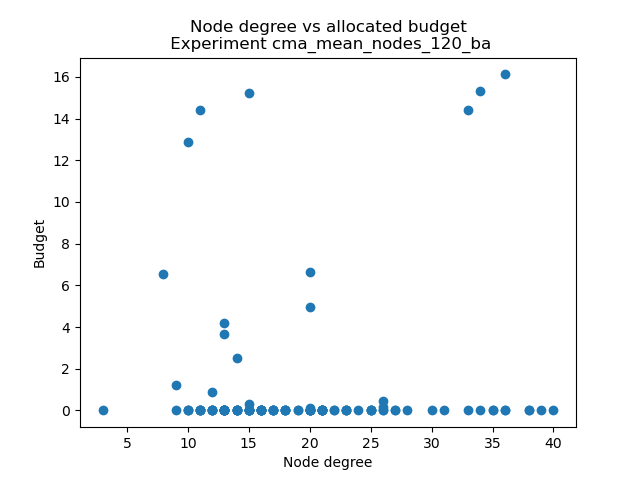 Node degree vs allocated budget
Experiment cma_mean_nodes_120_ba
16
14
12
10
8
6
4
2
0
Budget
5 10 15 20 25 30 35 40
Node degree